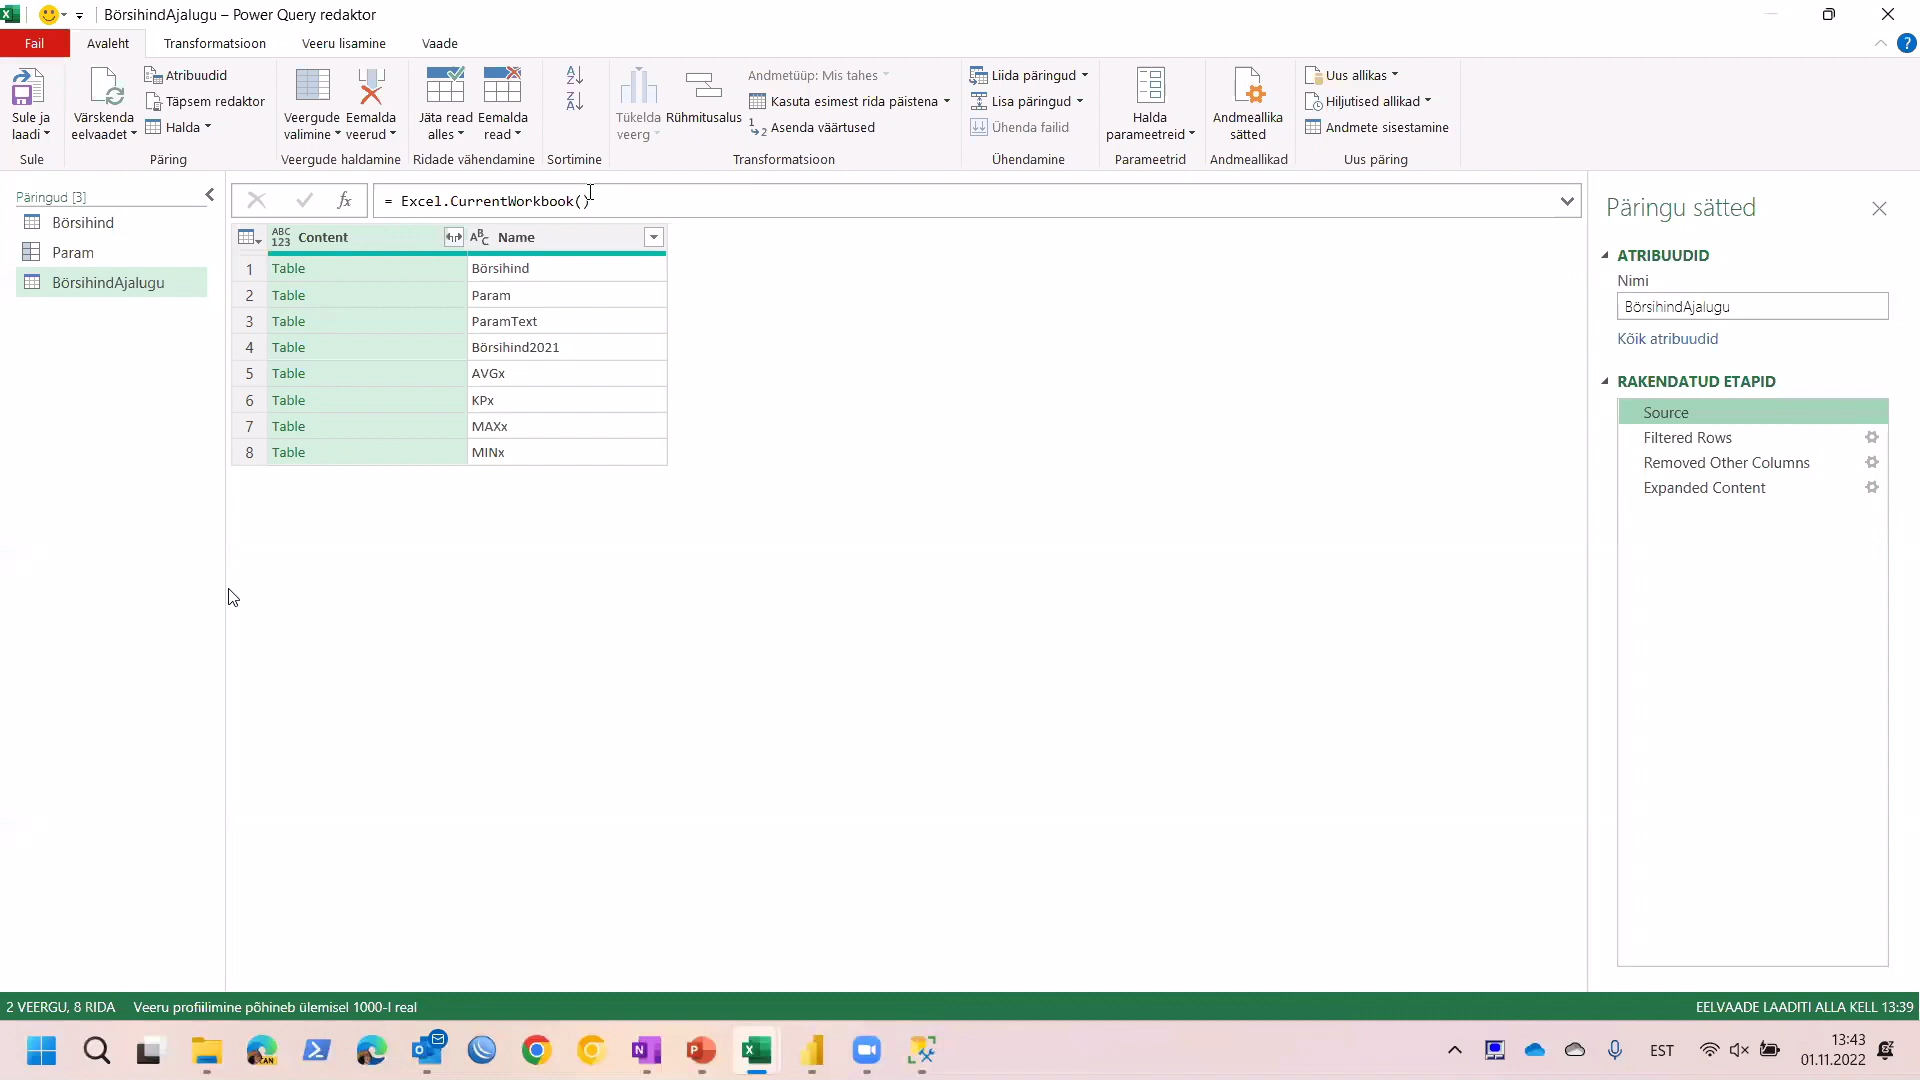 BörsihindAjalugu – Power Query redaktor
Fail
Avaleht
Transformatsioon
Veeru lisamine
Vaade
?
Sule ja
laadi
Sule
Värskenda
eelvaadet
Atribuudid
Täpsem redaktor
Halda
Päring
Veergude
valimine
Eemalda
veerud
Veergude haldamine
Jäta read
alles
Eemalda
read
Ridade vähendamine
Sortimine
Tükelda
veerg
Rühmitusalus
Andmetüüp: Mis tahes
Kasuta esimest rida päistena
Asenda väärtused
Transformatsioon
Liida päringud
Lisa päringud
Ühenda failid
Ühendamine
Halda
parameetreid
Parameetrid
Andmeallika
sätted
Andmeallikad
Uus allikas
Hiljutised allikad
Andmete sisestamine
Uus päring
Päringud [3]
Börsihind
Param
BörsihindAjalugu
fx
= Excel.CurrentWorkbook()
ABC
123
Content
ABC
Name
1 Table Börsihind
2 Table Param
3 Table ParamText
4 Table Börsihind2021
5 Table AVGx
6 Table KPx
7 Table MAXx
8 Table MINx
Päringu sätted
ATRIBUUDID
Nimi
BörsihindAjalugu
Kõik atribuudid
RAKENDATUD ETAPID
Source
Filtered Rows
Removed Other Columns
Expanded Content
2 VEERGU, 8 RIDA
Veeru profiilimine põhineb ülemisel 1000-l real
EELVAADE LAADITI ALLA KELL 13:39
CAN
EST
13:43
01.11.2022